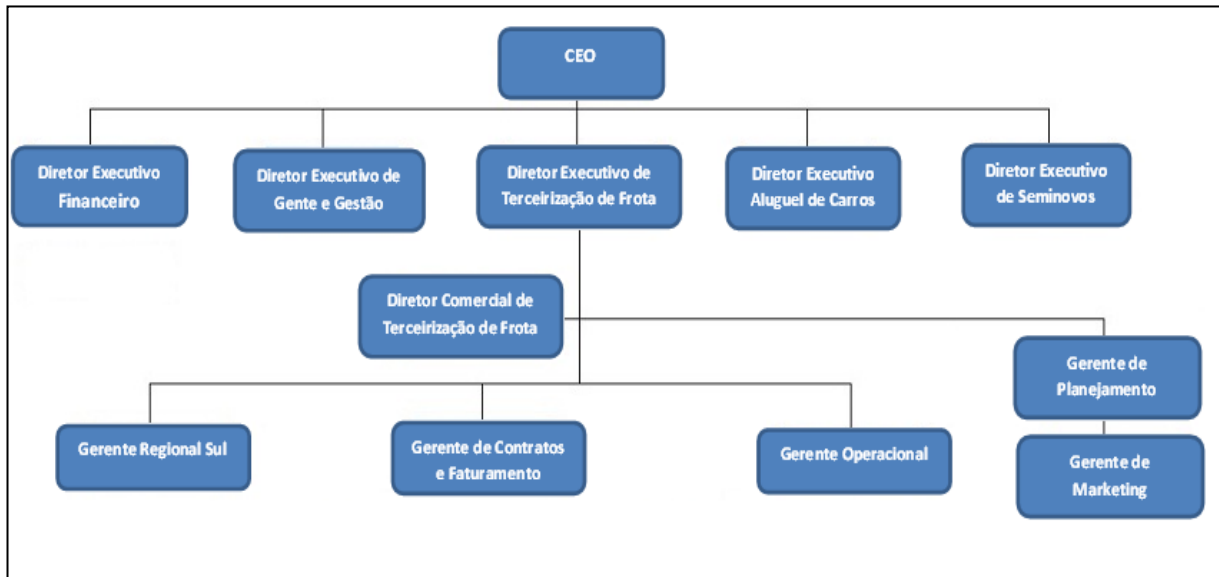 CEO
Diretor Executivo
Financeiro
Diretor Executivo de
Gente e Gestão
Diretor Executivo de
Terceirização de Frota
Diretor Executivo
Aluguel de Carros
Diretor Executivo
de Seminovos
Diretor Comercial de
Terceirização de Frota
Gerente de
Planejamento
Gerente Regional Sul
Gerente de Contratos
e Faturamento
Gerente Operacional
Gerente de
Marketing